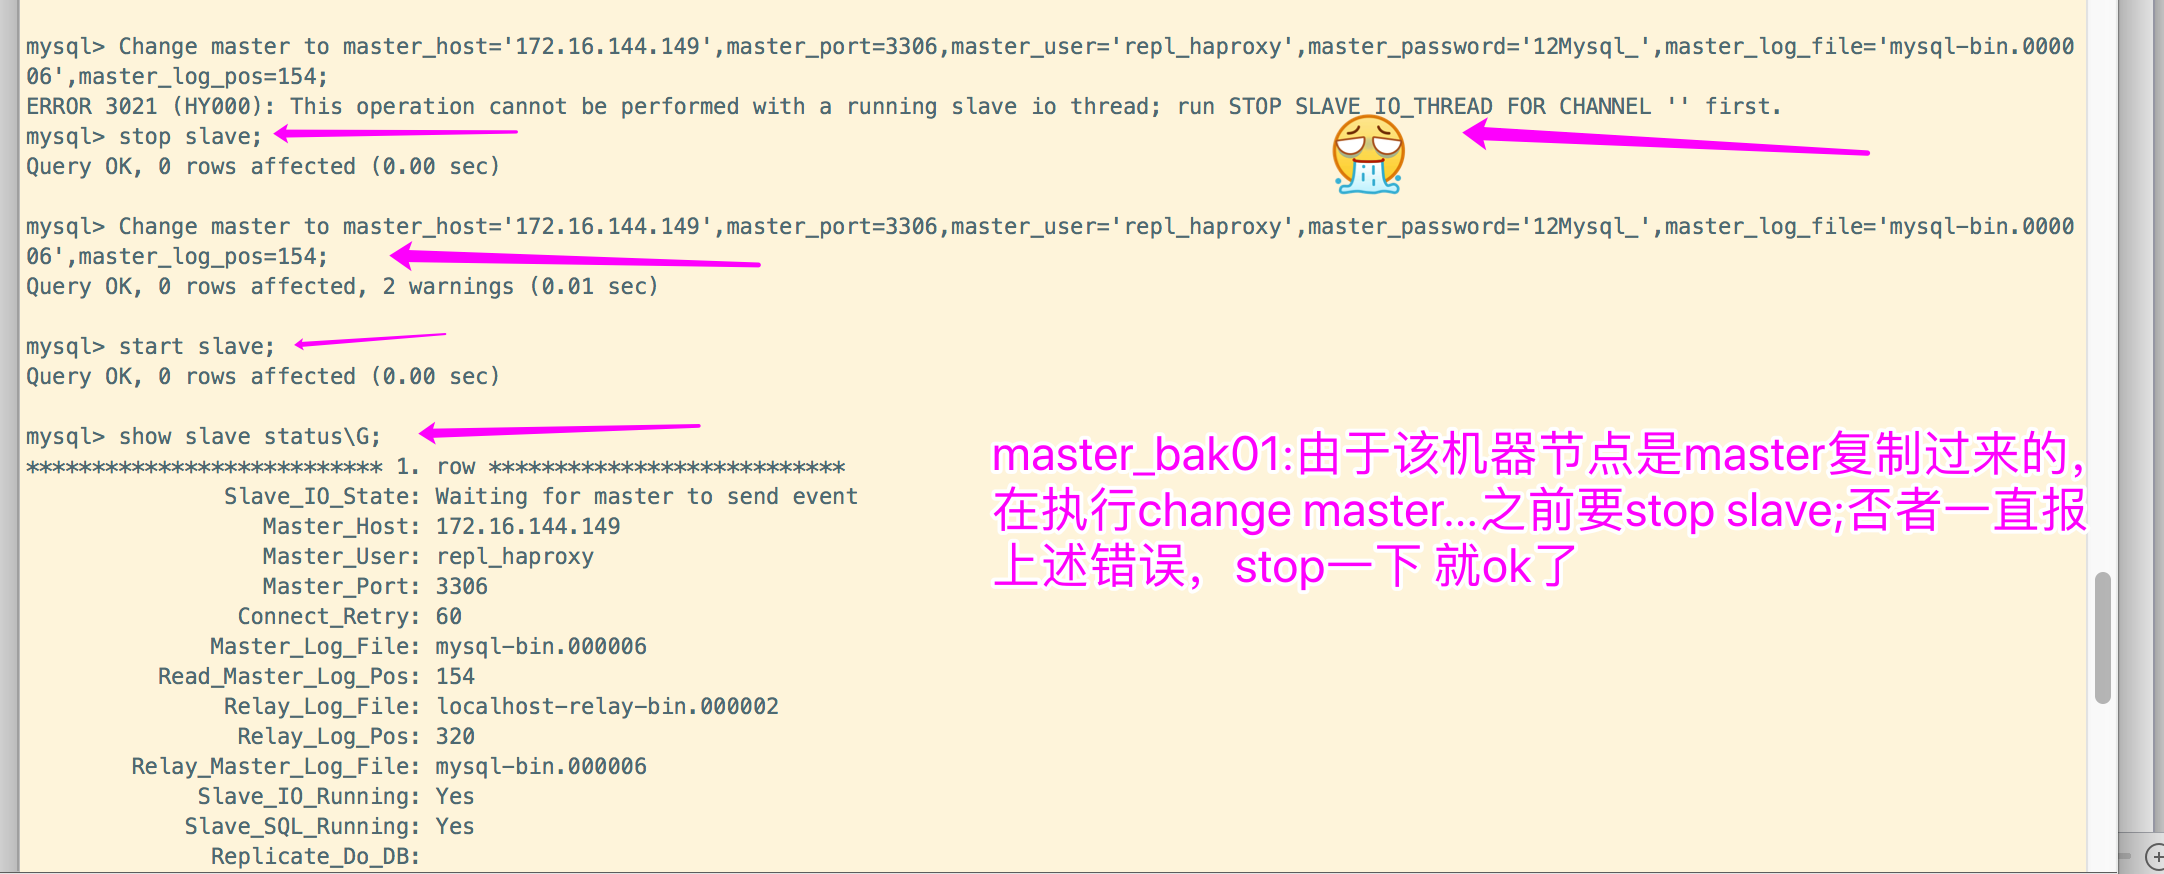 mysql> Change master to master_host='172.16.144.149',master_port=3306,master_user='repl_haproxy',master_password='12Mysql_',master_log_file='mysql-bin.0000
06',master_log_pos=154;
ERROR 3021 (HY000): This operation cannot be performed with a running slave io thread; run STOP SLAVE IO_THREAD FOR CHANNEL '' first.
mysql> stop slave;
Query OK, 0 rows affected (0.00 sec)
mysql> Change master to master_host='172.16.144.149',master_port=3306,master_user='repl_haproxy',master_password='12Mysql_',master_log_file='mysql-bin.0000
06',master_log_pos=154;
Query OK, 0 rows affected, 2 warnings (0.01 sec)
mysql> start slave;
Query OK, 0 rows affected (0.00 sec)
mysql> show slave status\G;
*************************** 1. row ***************************
Slave_IO_State: Waiting for master to send event
Master_Host: 172.16.144.149
Master_User: repl_haproxy
Master_Port: 3306
Connect_Retry: 60
Master_Log_File: mysql-bin.000006
Read_Master_Log_Pos: 154
Relay_Log_File: localhost-relay-bin.000002
Relay_Log_Pos: 320
Relay_Master_Log_File: mysql-bin.000006
Slave_IO_Running: Yes
Slave_SQL_Running: Yes
Replicate_Do_DB:
master_bak01:由于该机器节点是master复制过来的,
在执行change master...之前要stop slave;否者一直报
上述错误，stop一下 就ok了